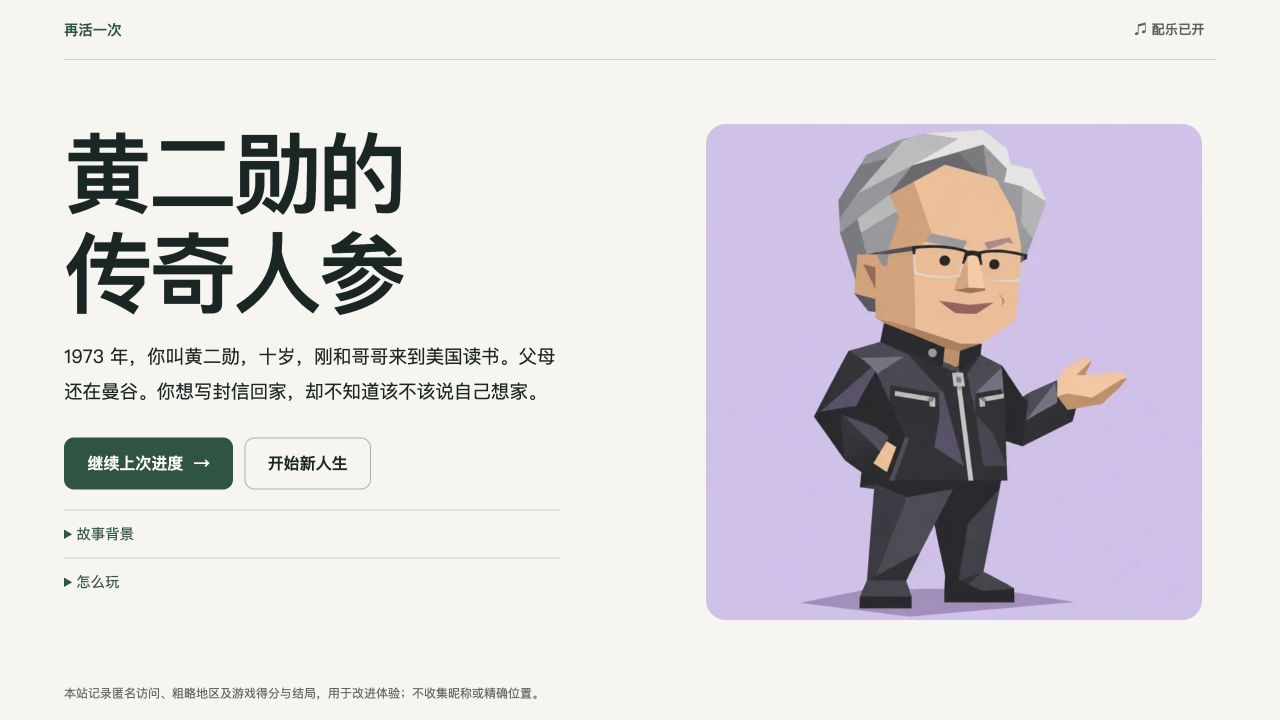 再活一次
♫ 配乐已开
黄二勋的
传奇人参
1973 年，你叫黄二勋，十岁，刚和哥哥来到美国读书。父母
还在曼谷。你想写封信回家，却不知道该不该说自己想家。
继续上次进度 →
开始新人生
▶ 故事背景
▶ 怎么玩
本站记录匿名访问、粗略地区及游戏得分与结局，用于改进体验；不收集昵称或精确位置。